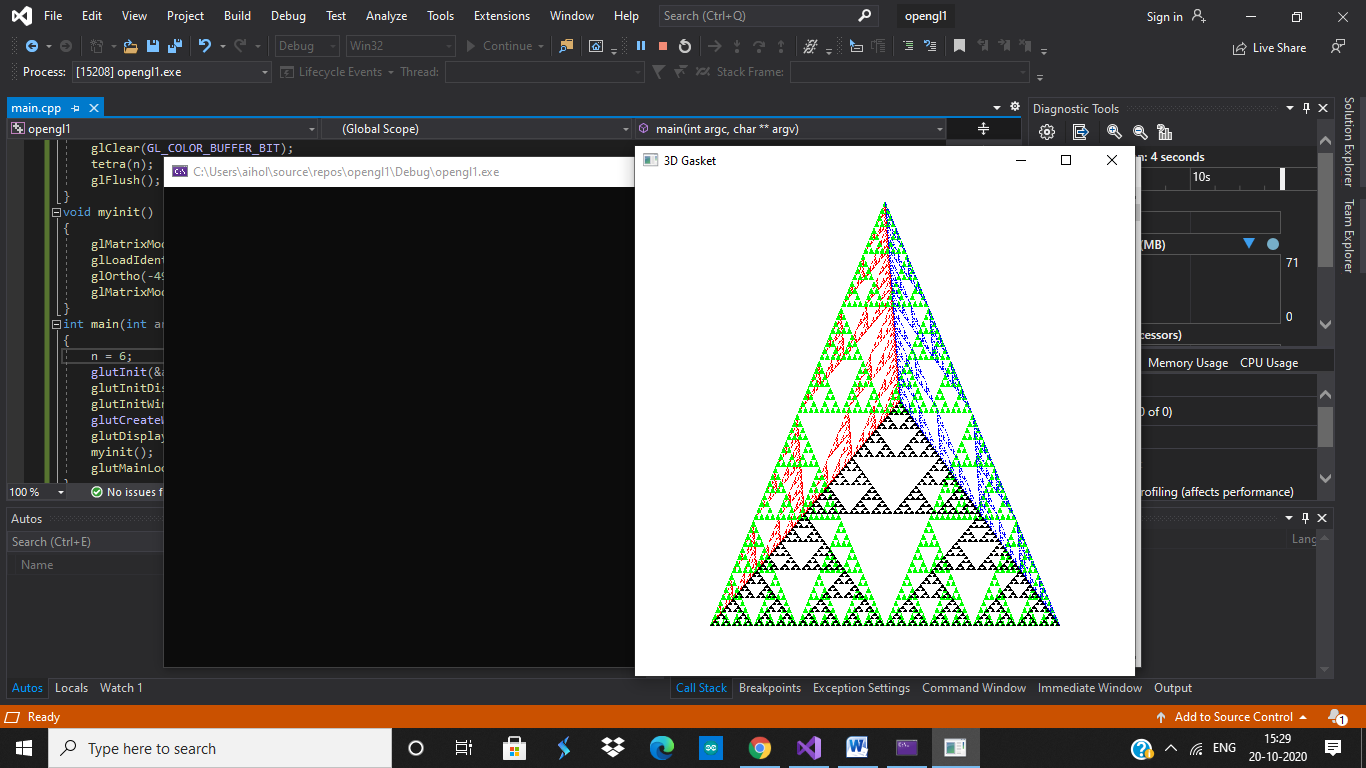 File Edit View Project Build Debug Test Analyze Tools Extensions Window Help Search (Ctrl+Q) opengl1 Sign in
Debug Win32 Continue Live Share
Process: [15208] opengl1.exe Lifecycle Events Thread: Stack Frame:
main.cpp
opengl1 (Global Scope) main(int argc, char ** argv)
glClear(GL_COLOR_BUFFER_BIT);
tetra(n);
glFlush();
}
void myinit()
{
glMatrixMod
glLoadIdent
glOrtho(-49
glMatrixMod
}
int main(int ar
{
n = 6;
glutInit(&a
glutInitDis
glutInitWin
glutCreateW
glutDisplay
myinit();
glutMainLoo
100 % No issues f
C:\Users\aihol\source\repos\opengl1\Debug\opengl1.exe
3D Gasket
Diagnostic Tools
n: 4 seconds
10s
(MB)
71
0
cessors)
Memory Usage CPU Usage
0 of 0)
rofiling (affects performance)
Lang
Solution Explorer
Team Explorer
Autos
Search (Ctrl+E)
Name
Autos Locals Watch 1
Call Stack Breakpoints Exception Settings Command Window Immediate Window Output
Ready Add to Source Control 1
Type here to search
ENG
15:29
20-10-2020